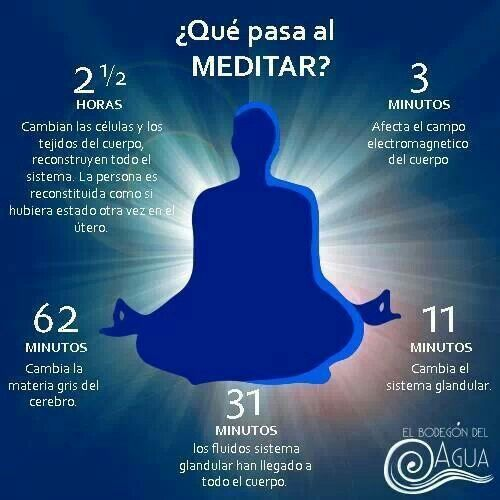 ¿Qué pasa al
MEDITAR?
2 1/2
HORAS
Cambian las células y los
tejidos del cuerpo,
reconstruyen todo el
sistema. La persona es
reconstituida como si
hubiera estado otra vez en el
útero.
3
MINUTOS
Afecta el campo
electromagnetico
del cuerpo
62
MINUTOS
Cambia la
materia gris del
cerebro.
11
MINUTOS
Cambia el
sistema glandular.
31
MINUTOS
los fluidos sistema
glandular han llegado a
todo el cuerpo.
EL BODEGÓN DEL
AGUA